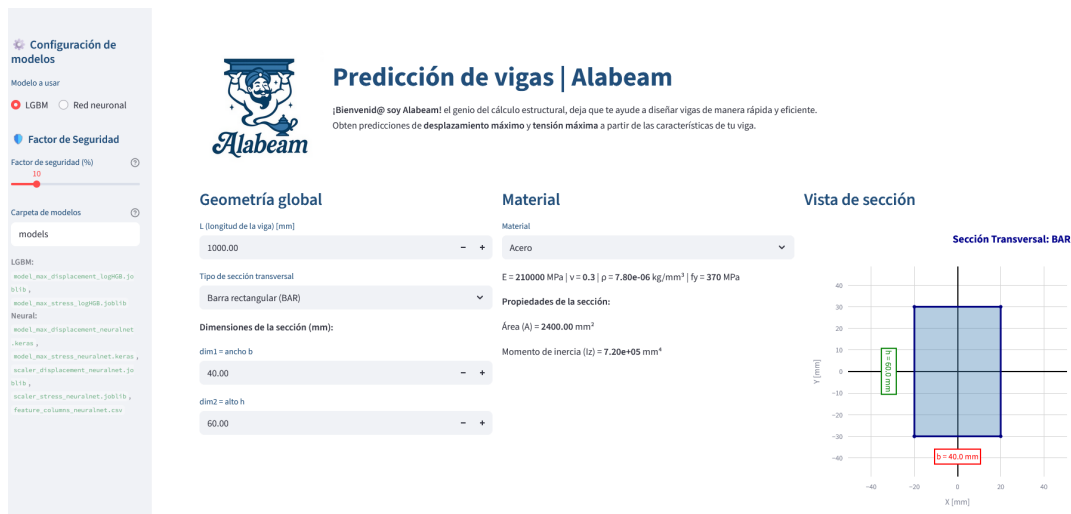 Configuración de
modelos
Modelo a usar
LGBM
Red neuronal
Factor de Seguridad
Factor de seguridad (%)
10
Carpeta de modelos
models
LGBM:
model_max_displacement_logHGB.jo
blib ,
model_max_stress_logHGB.joblib
Neural:
model_max_displacement_neuralnet
.keras ,
model_max_stress_neuralnet.keras ,
scaler_displacement_neuralnet.jo
blib ,
scaler_stress_neuralnet.joblib ,
feature_columns_neuralnet.csv
Alabeam
Predicción de vigas | Alabeam
¡Bienvenid@ soy Alabeam! el genio del cálculo estructural, deja que te ayude a diseñar vigas de manera rápida y eficiente.
Obten predicciones de desplazamiento máximo y tensión máxima a partir de las características de tu viga.
Geometría global
L (longitud de la viga) [mm]
1000.00 − +
Tipo de sección transversal
Barra rectangular (BAR)
Dimensiones de la sección (mm):
dim1 = ancho b
40.00 − +
dim2 = alto h
60.00 − +
Material
Material
Acero
E = 210000 MPa | ν = 0.3 | ρ = 7.80e-06 kg/mm³ | fy = 370 MPa
Propiedades de la sección:
Área (A) = 2400.00 mm²
Momento de inercia (Iz) = 7.20e+05 mm⁴
Vista de sección
Sección Transversal: BAR
40
30
20
10
0
−10
−20
−30
−40
Y [mm]
h = 60.0 mm
b = 40.0 mm
−40 −20 0 20 40
X [mm]